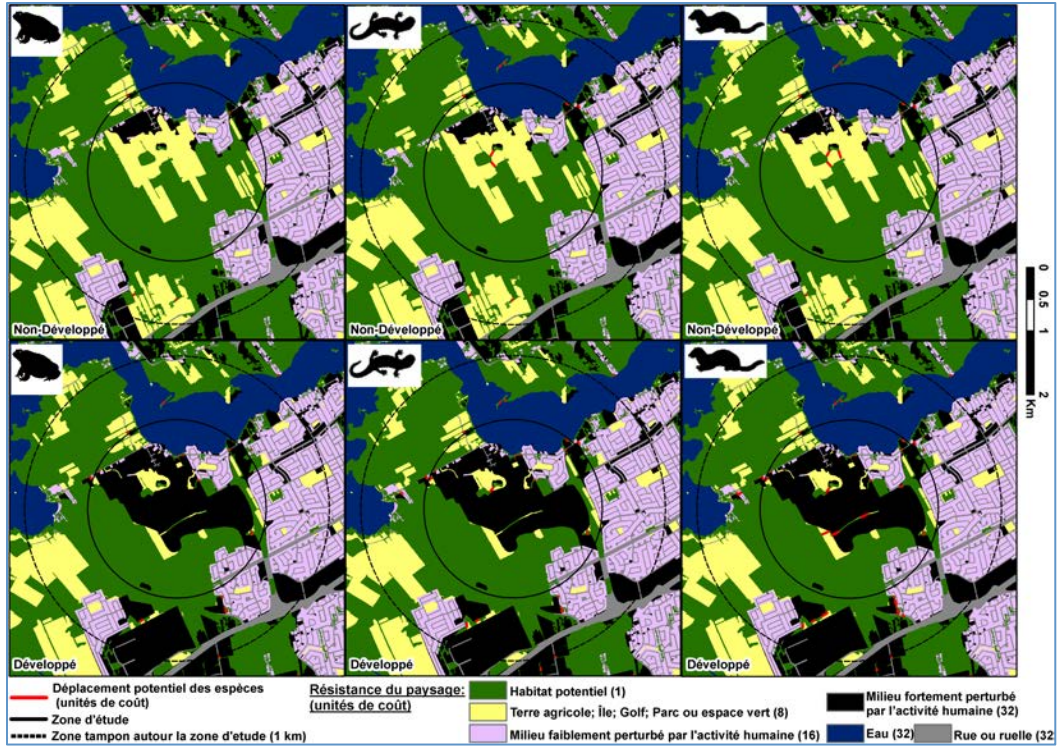 Non-Développé
Non-Développé
Non-Développé
0
0.5
1
2
Km
Développé
Développé
Développé
Déplacement potentiel des espèces
(unités de coût)
Zone d'étude
Zone tampon autour la zone d'etude (1 km)
Résistance du paysage:
(unités de coût)
Habitat potentiel (1)
Terre agricole; Île; Golf; Parc ou espace vert (8)
Milieu faiblement perturbé par l'activité humaine (16)
Milieu fortement perturbé
par l'activité humaine (32)
Eau (32)
Rue ou ruelle (32